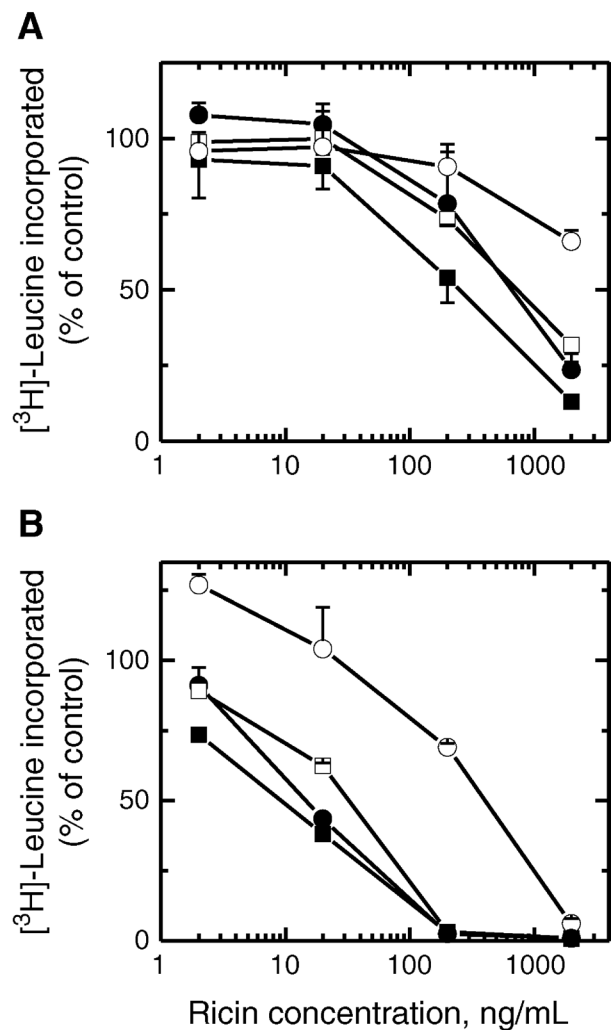 A
[³H]-Leucine incorporated
(% of control)
100
50
0
1
10
100
1000
B
[³H]-Leucine incorporated
(% of control)
100
50
0
1
10
100
1000
Ricin concentration, ng/mL